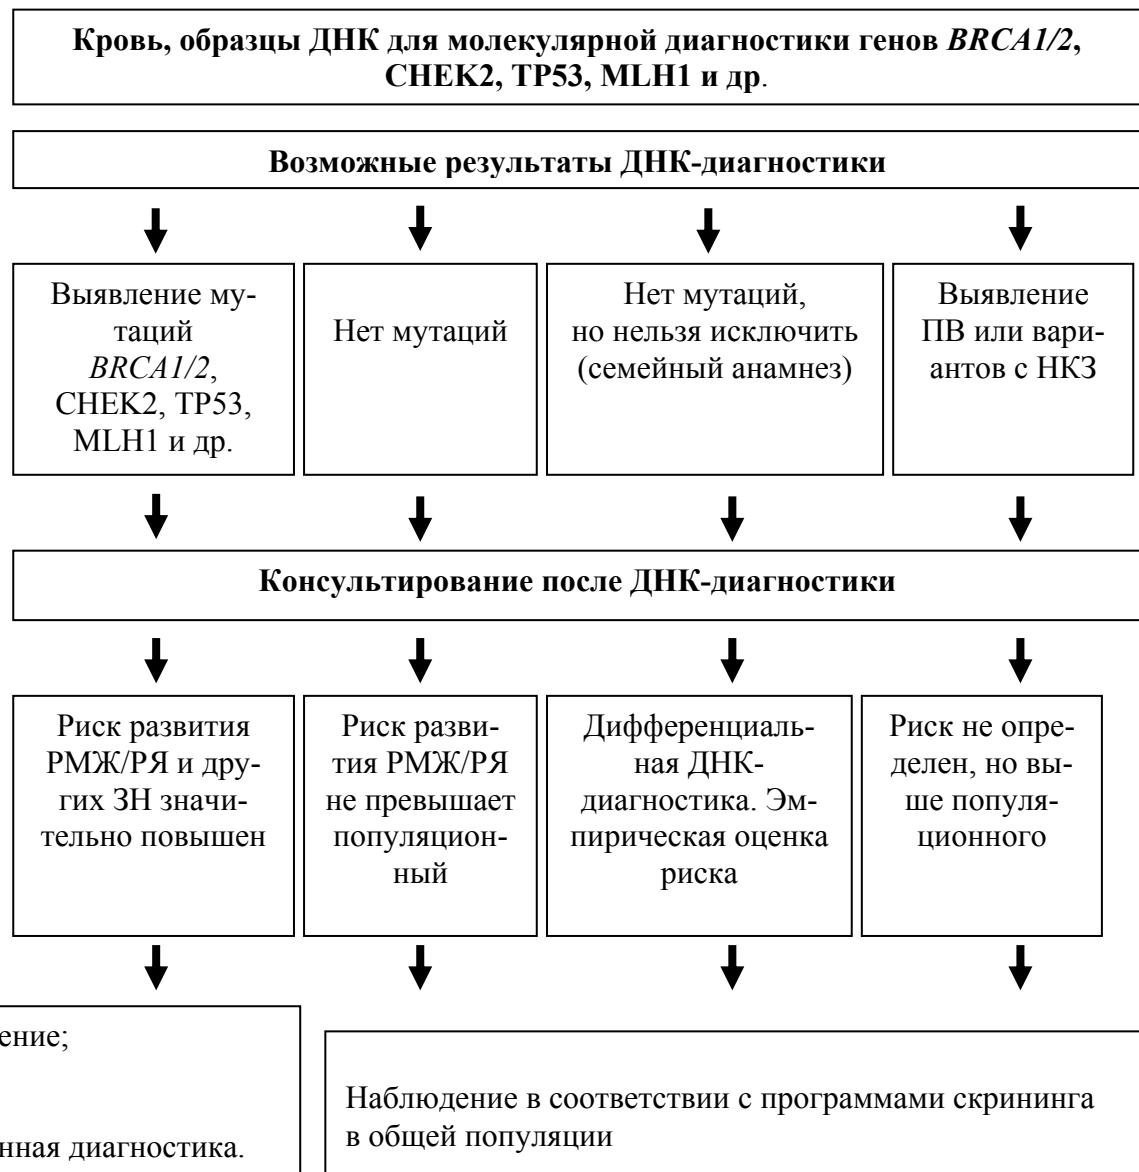 Кровь, образцы ДНК для молекулярной диагностики генов BRCA1/2,
CHEK2, TP53, MLH1 и др.
Возможные результаты ДНК-диагностики
Выявление му-
таций
BRCA1/2,
CHEK2, TP53,
MLH1 и др.
Нет мутаций
Нет мутаций,
но нельзя исключить
(семейный анамнез)
Выявление
ПВ или вари-
антов с НКЗ
Консультирование после ДНК-диагностики
Риск развития
РМЖ/РЯ и дру-
гих ЗН значи-
тельно повышен
Риск разви-
тия РМЖ/РЯ
не превышает
популяцион-
ный
Дифференциаль-
ная ДНК-
диагностика. Эм-
пирическая оценка
риска
Риск не опре-
делен, но вы-
ше популя-
ционного
ение;
нная диагностика.
Наблюдение в соответствии с программами скрининга
в общей популяции